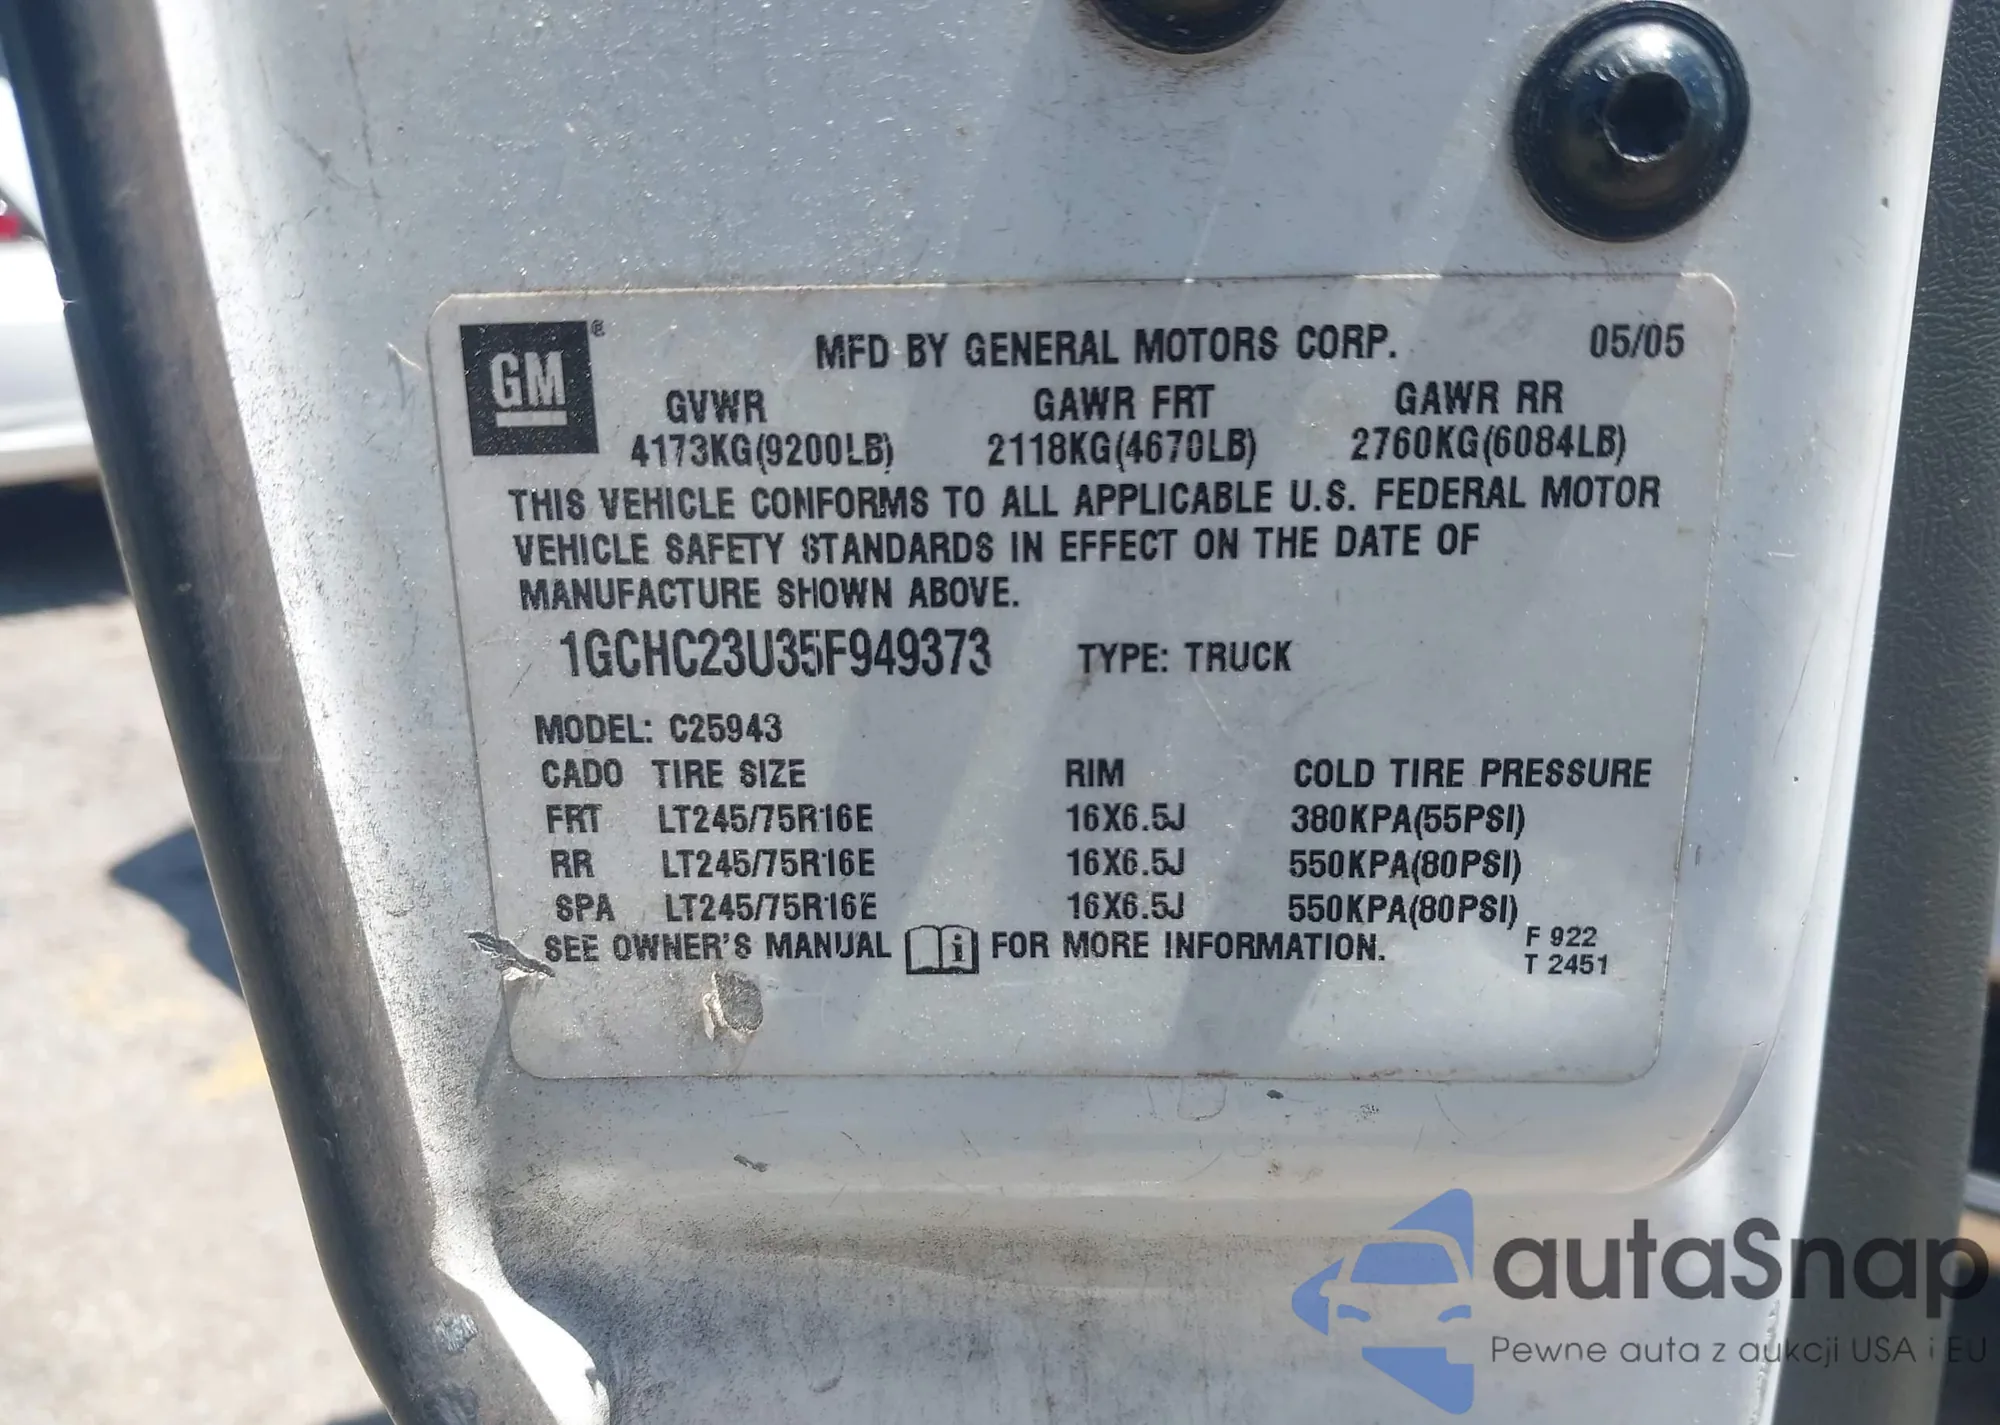 GM ®
MFD BY GENERAL MOTORS CORP. 05/05
GVWR GAWR FRT GAWR RR
4173KG(9200LB) 2118KG(4670LB) 2760KG(6084LB)
THIS VEHICLE CONFORMS TO ALL APPLICABLE U.S. FEDERAL MOTOR
VEHICLE SAFETY STANDARDS IN EFFECT ON THE DATE OF
MANUFACTURE SHOWN ABOVE.
1GCHC23U35F949373 TYPE: TRUCK
MODEL: C25943
CADO TIRE SIZE RIM COLD TIRE PRESSURE
FRT LT245/75R16E 16X6.5J 380KPA(55PSI)
RR LT245/75R16E 16X6.5J 550KPA(80PSI)
SPA LT245/75R16E 16X6.5J 550KPA(80PSI)
SEE OWNER'S MANUAL i FOR MORE INFORMATION.
F 922
T 2451
autaSnap
Pewne auta z aukcji USA i EU